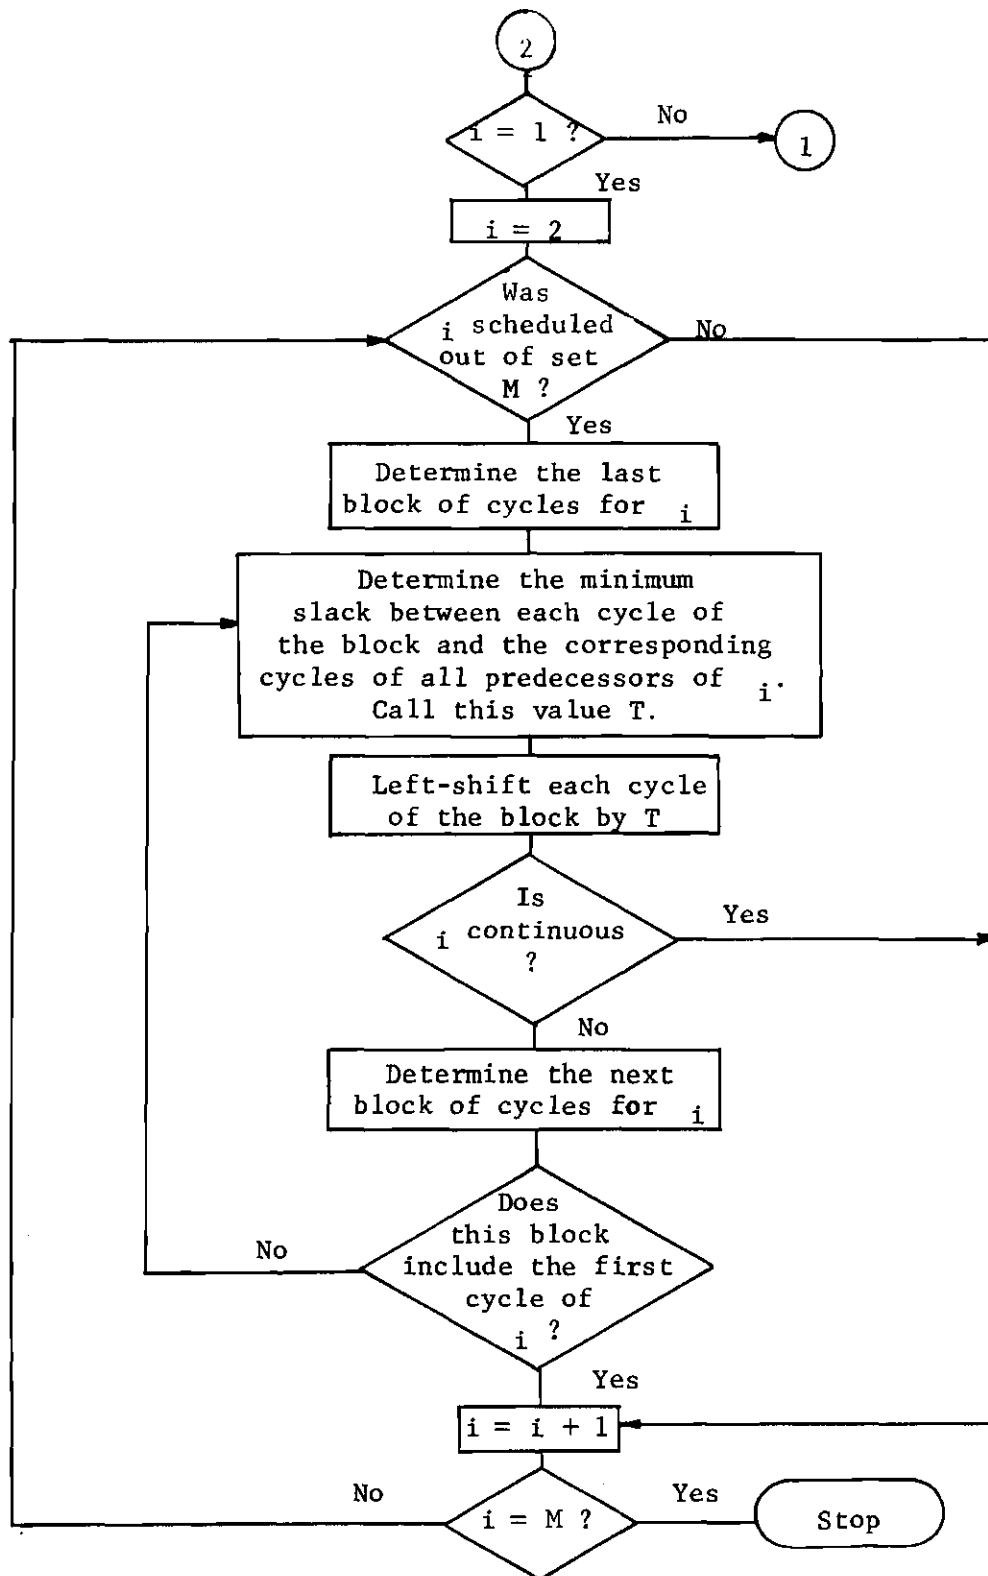 2
i = 1 ?
No
1
Yes
i = 2
Was
i scheduled
out of set
M ?
No
Yes
Determine the last
block of cycles for i
Determine the minimum
slack between each cycle of
the block and the corresponding
cycles of all predecessors of i.
Call this value T.
Left-shift each cycle
of the block by T
Is
i continuous
?
Yes
No
Determine the next
block of cycles for i
Does
this block
include the first
cycle of
i ?
No
Yes
i = i + 1
i = M ?
No
Yes
Stop